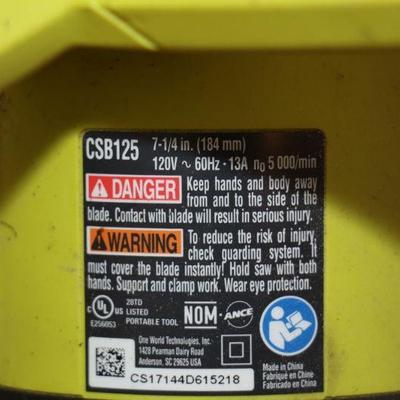 CSB125
7-1/4 in. (184 mm)
120V ~ 60Hz · 13A n0 5 000/min
DANGER Keep hands and body away
from and to the side of the
blade. Contact with blade will result in serious injury.
WARNING To reduce the risk of injury,
check guarding system. It
must cover the blade instantly! Hold saw with both
hands. Support and clamp work. Wear eye protection.
C UL US
28TD
LISTED
PORTABLE TOOL
E256053
NOM-ANCE
One World Technologies, Inc.
1428 Pearman Dairy Road
Anderson, SC 29625 USA
Made in China
Fabriqué en Chine
Fabricado en China
CS17144D615218